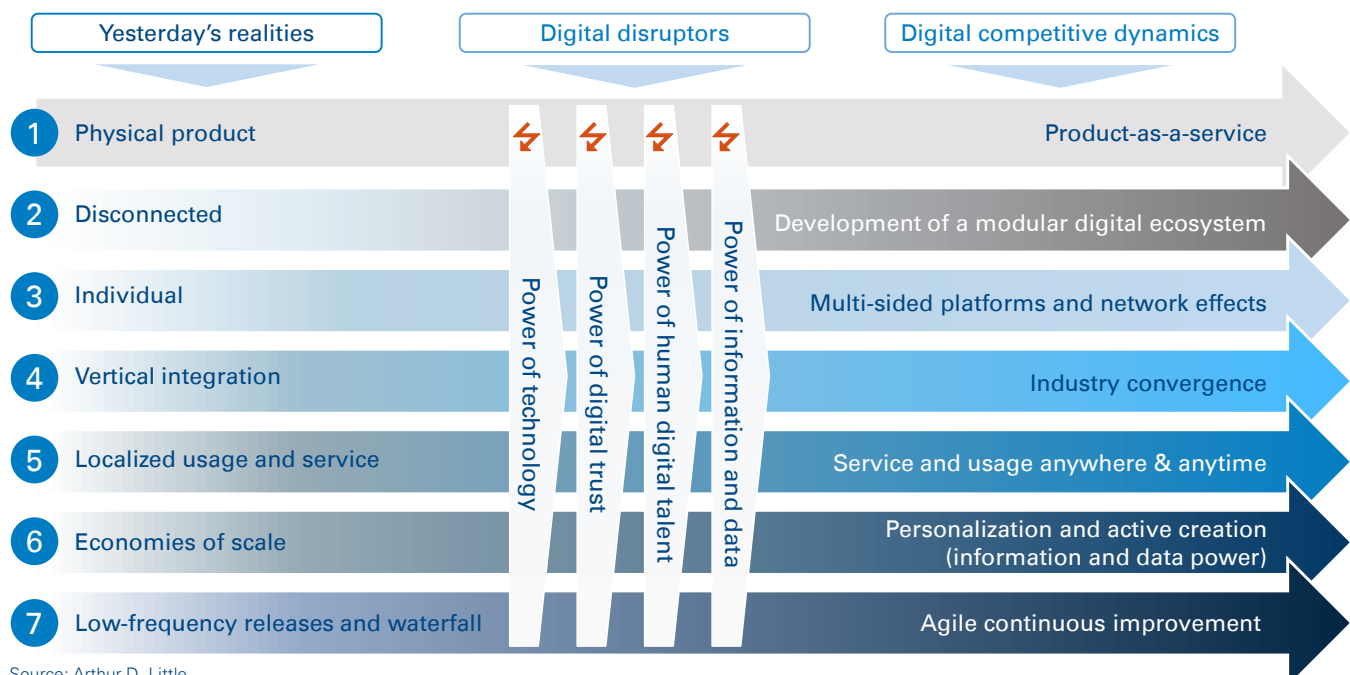 Yesterday's realities
Digital disruptors
Digital competitive dynamics
1 Physical product
Product-as-a-service
2 Disconnected
Development of a modular digital ecosystem
3 Individual
Multi-sided platforms and network effects
4 Vertical integration
Industry convergence
5 Localized usage and service
Service and usage anywhere & anytime
6 Economies of scale
Personalization and active creation
(information and data power)
7 Low-frequency releases and waterfall
Agile continuous improvement
Power of technology
Power of digital trust
Power of human digital talent
Power of information and data
Source: Arthur D. Little